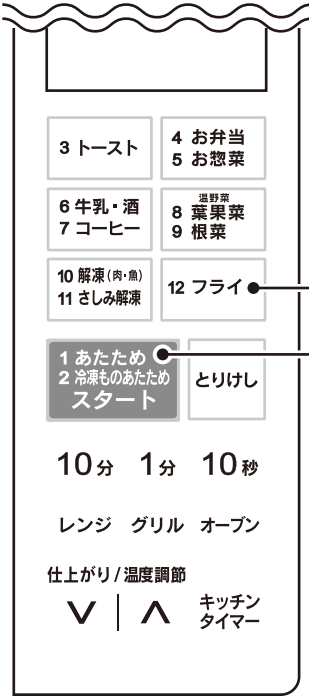 3 トースト
4 お弁当
5 お惣菜
6 牛乳・酒
7 コーヒー
温野菜
8 葉果菜
9 根菜
10 解凍(肉・魚)
11 さしみ解凍
12 フライ
1 あたため
2 冷凍ものあたため
スタート
とりけし
10分 1分 10秒
レンジ グリル オーブン
仕上がり/温度調節
∨ | ∧
キッチン
タイマー